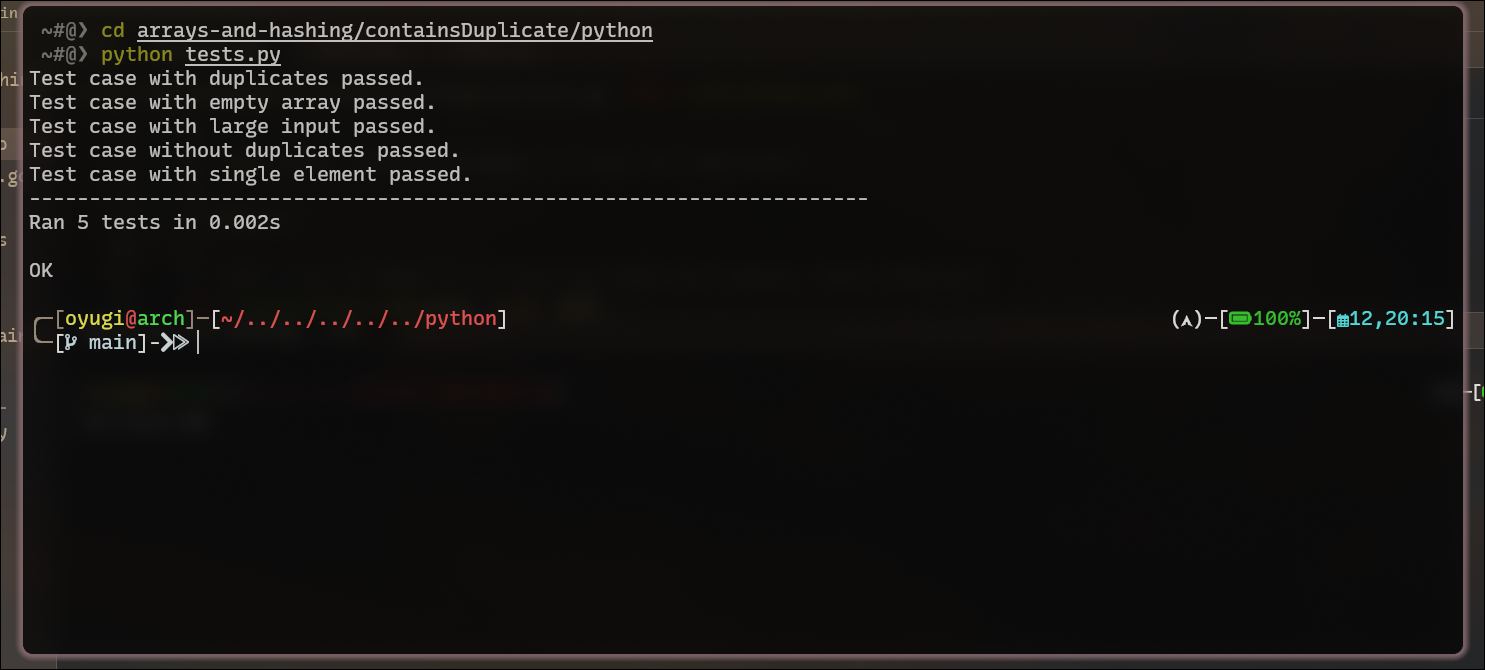 ~#@❯ cd arrays-and-hashing/containsDuplicate/python
~#@❯ python tests.py
Test case with duplicates passed.
Test case with empty array passed.
Test case with large input passed.
Test case without duplicates passed.
Test case with single element passed.
----------------------------------------------------------------------
Ran 5 tests in 0.002s
OK
[oyugi@arch]─[~/../../../../../python] (⋏)─[100%]─[12,20:15]
[ main]-